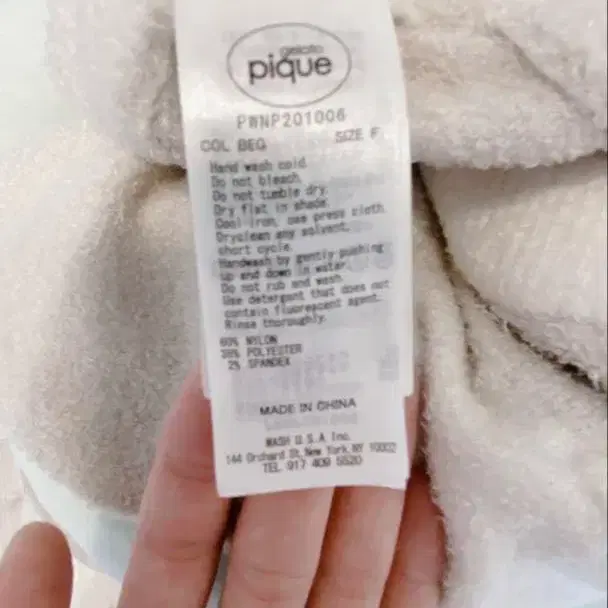 gelato
pique
PWNP201006
COL BEG SIZE F
Hand wash cold.
Do not bleach.
Do not tumble dry.
Dry flat in shade.
Cool iron, use press cloth
Dryclean any solvent,
short cycle.
Handwash by gently pushing
up and down in water.
Do not rub and wash.
Use detergent that does not
contain fluorescent agent.
Rinse thoroughly.
60% NYLON
38% POLYESTER
2% SPANDEX
MADE IN CHINA
MASH U.S.A Inc.
144 Orchard St, New York, NY 10002
TEL 917 409 5520